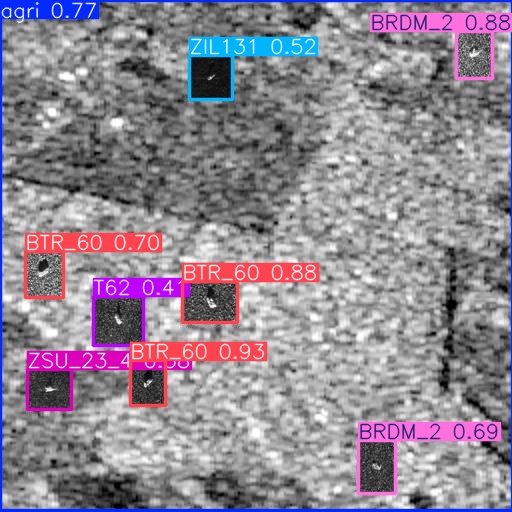 agri 0.77
BRDM_2 0.88
ZIL131 0.52
BTR_60 0.70
BTR_60 0.88
T62 0.41
BTR_60 0.93
ZSU_23_4
BRDM_2 0.69